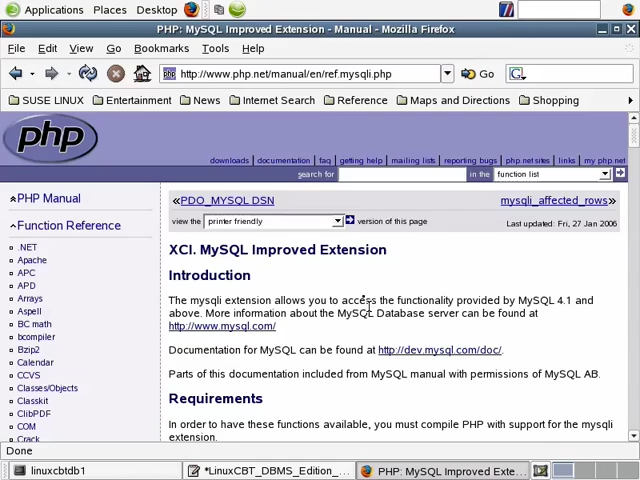 Applications Places Desktop
PHP: MySQL Improved Extension - Manual - Mozilla Firefox
File Edit View Go Bookmarks Tools Help
http://www.php.net/manual/en/ref.mysqli.php Go G
SUSE LINUX Entertainment News Internet Search Reference Maps and Directions Shopping
php
downloads | documentation | faq | getting help | mailing lists | reporting bugs | php.net sites | links | my php.net
search for in the function list
PHP Manual
Function Reference
.NET
Apache
APC
APD
Arrays
Aspell
BC math
bcompiler
Bzip2
Calendar
CCVS
Classes/Objects
Classkit
ClibPDF
COM
Crack
«PDO_MYSQL DSN mysqli_affected_rows»
view the printer friendly version of this page Last updated: Fri, 27 Jan 2006
XCI. MySQL Improved Extension
Introduction
The mysqli extension allows you to access the functionality provided by MySQL 4.1 and
above. More information about the MySQL Database server can be found at
http://www.mysql.com/
Documentation for MySQL can be found at http://dev.mysql.com/doc/.
Parts of this documentation included from MySQL manual with permissions of MySQL AB.
Requirements
In order to have these functions available, you must compile PHP with support for the mysqli
extension.
Done
linuxcbtdb1 *LinuxCBT_DBMS_Edition_... PHP: MySQL Improved Exte...